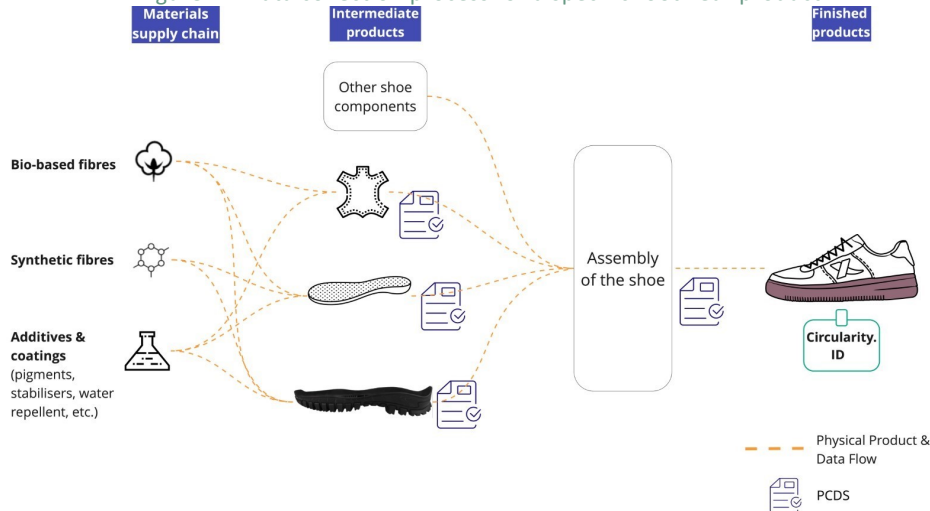 Materials
supply chain
Intermediate
products
Finished
products
Other shoe
components
Bio-based fibres
Synthetic fibres
Additives &
coatings
(pigments,
stabilisers, water
repellent, etc.)
Assembly
of the shoe
Circularity.
ID
Physical Product &
Data Flow
PCDS